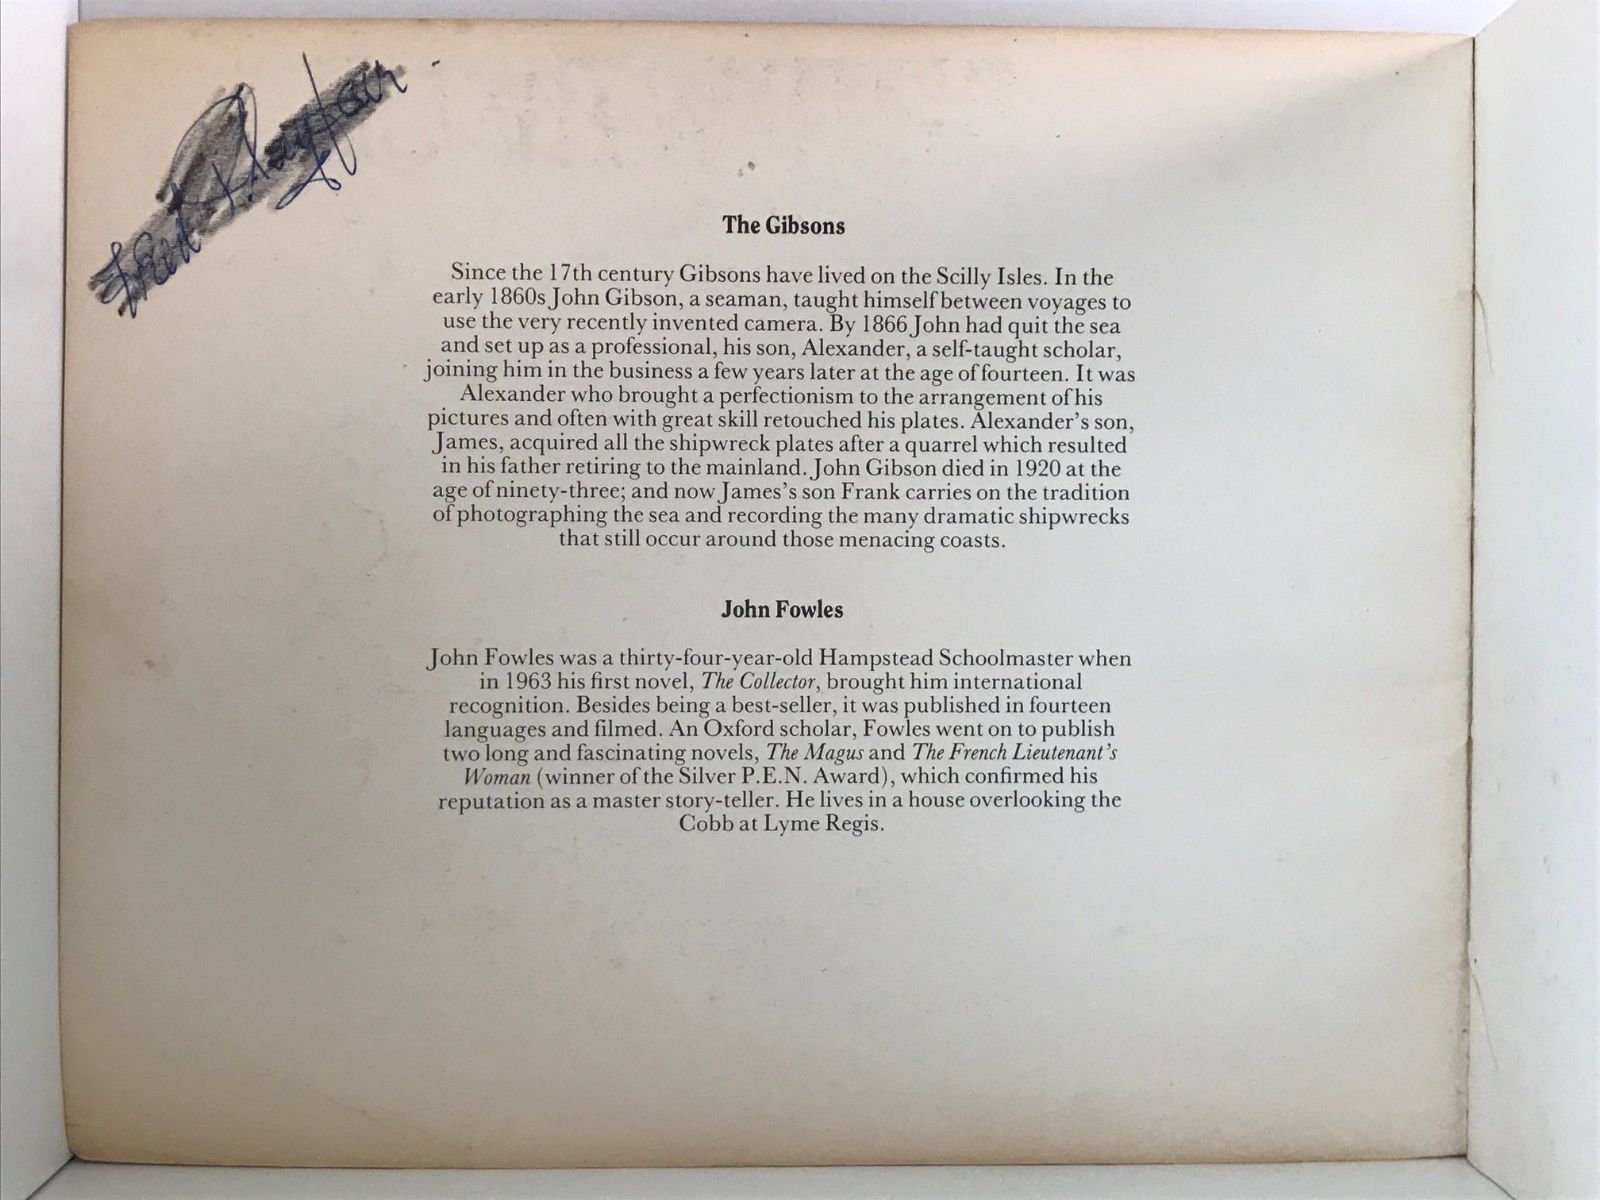 The Gibsons
Since the 17th century Gibsons have lived on the Scilly Isles. In the
early 1860s John Gibson, a seaman, taught himself between voyages to
use the very recently invented camera. By 1866 John had quit the sea
and set up as a professional, his son, Alexander, a self-taught scholar,
joining him in the business a few years later at the age of fourteen. It was
Alexander who brought a perfectionism to the arrangement of his
pictures and often with great skill retouched his plates. Alexander's son,
James, acquired all the shipwreck plates after a quarrel which resulted
in his father retiring to the mainland. John Gibson died in 1920 at the
age of ninety-three; and now James's son Frank carries on the tradition
of photographing the sea and recording the many dramatic shipwrecks
that still occur around those menacing coasts.
John Fowles
John Fowles was a thirty-four-year-old Hampstead Schoolmaster when
in 1963 his first novel, The Collector, brought him international
recognition. Besides being a best-seller, it was published in fourteen
languages and filmed. An Oxford scholar, Fowles went on to publish
two long and fascinating novels, The Magus and The French Lieutenant's
Woman (winner of the Silver P.E.N. Award), which confirmed his
reputation as a master story-teller. He lives in a house overlooking the
Cobb at Lyme Regis.